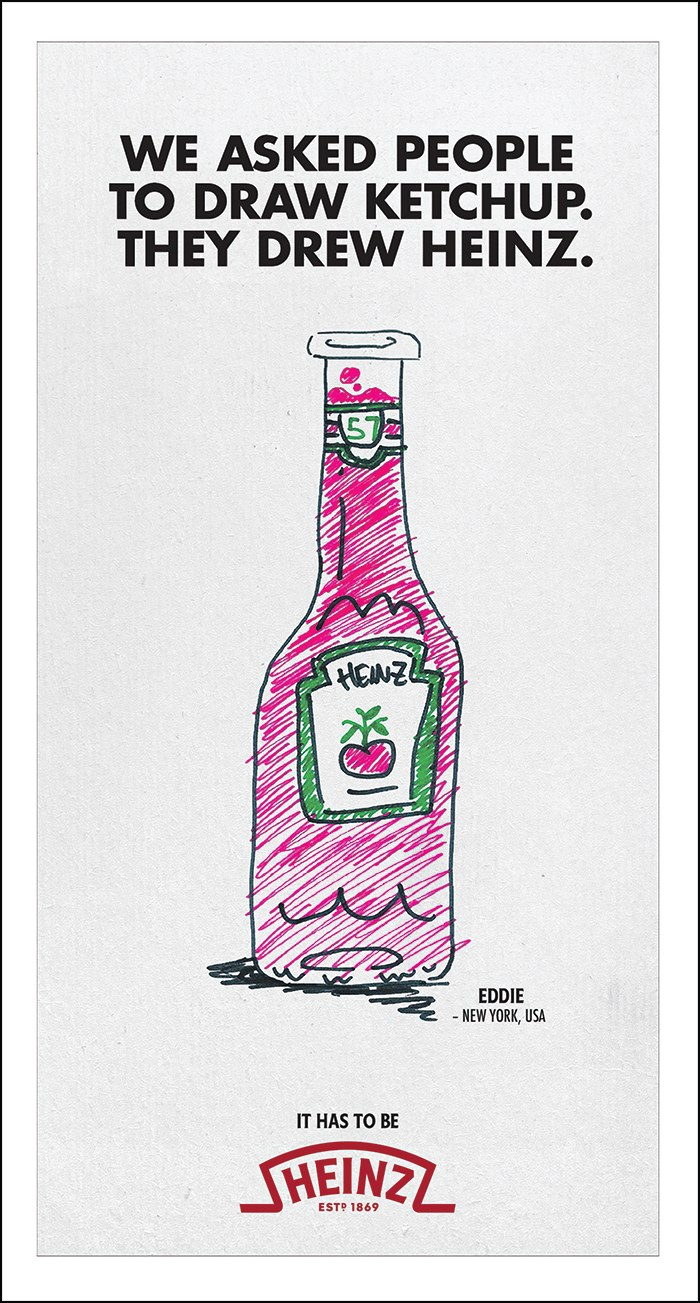 WE ASKED PEOPLE
TO DRAW KETCHUP.
THEY DREW HEINZ.
57
HEINZ
EDDIE
– NEW YORK, USA
IT HAS TO BE
HEINZ
ESTD 1869